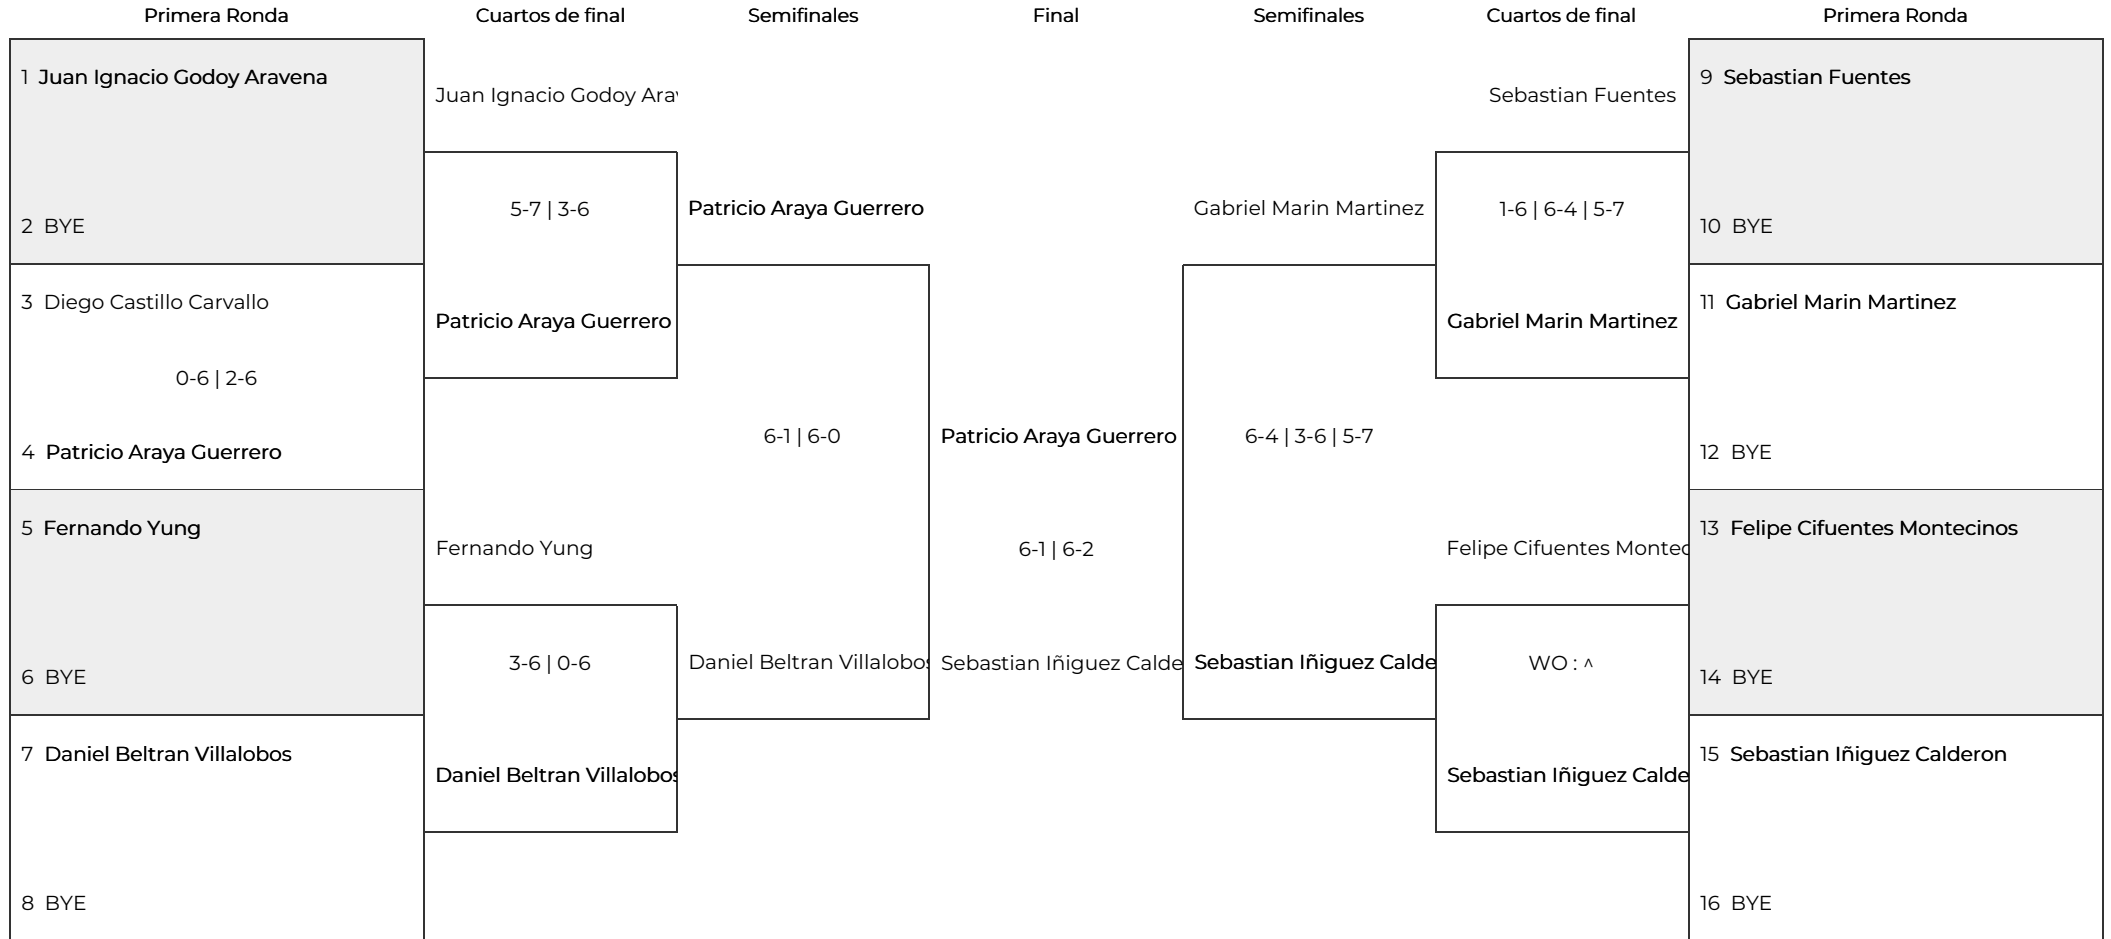 Primera Ronda
Cuartos de final
Semifinales
Final
Semifinales
Cuartos de final
Primera Ronda
1 Juan Ignacio Godoy Aravena
2 BYE
3 Diego Castillo Carvallo
0-6 | 2-6
4 Patricio Araya Guerrero
5 Fernando Yung
6 BYE
7 Daniel Beltran Villalobos
8 BYE
Juan Ignacio Godoy Arav
5-7 | 3-6
Patricio Araya Guerrero
Fernando Yung
3-6 | 0-6
Daniel Beltran Villalobos
Patricio Araya Guerrero
6-1 | 6-0
Daniel Beltran Villalobos
Patricio Araya Guerrero
6-1 | 6-2
Sebastian Iñiguez Calde
Gabriel Marin Martinez
6-4 | 3-6 | 5-7
Sebastian Iñiguez Calde
Sebastian Fuentes
1-6 | 6-4 | 5-7
Gabriel Marin Martinez
Felipe Cifuentes Montec
WO : ^
Sebastian Iñiguez Calde
9 Sebastian Fuentes
10 BYE
11 Gabriel Marin Martinez
12 BYE
13 Felipe Cifuentes Montecinos
14 BYE
15 Sebastian Iñiguez Calderon
16 BYE